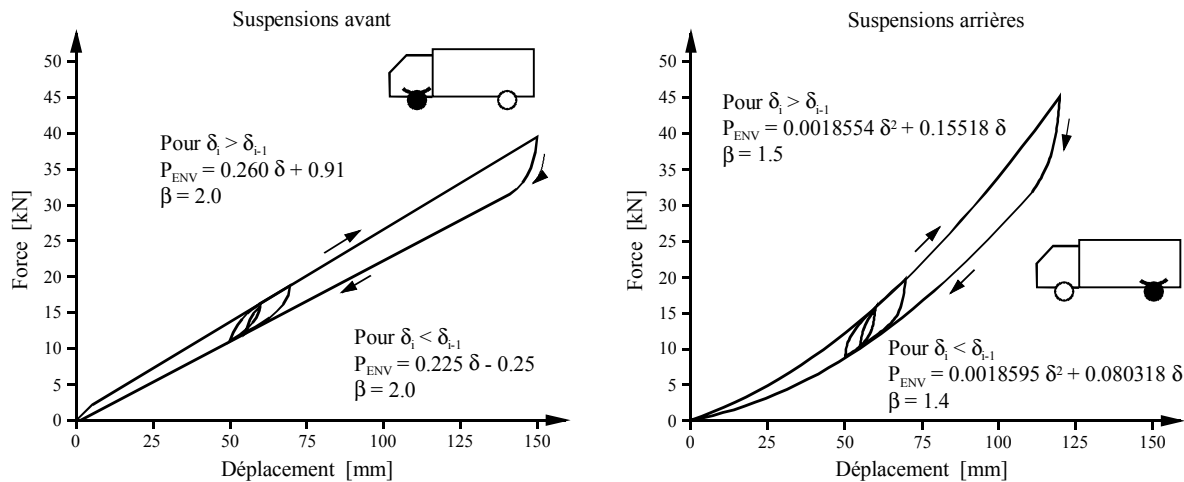 Suspensions avant
Force [kN]
50
45
40
35
30
25
20
15
10
5
0
Pour δi > δi-1
PENV = 0.260 δ + 0.91
β = 2.0
Pour δi < δi-1
PENV = 0.225 δ - 0.25
β = 2.0
0 25 50 75 100 125 150
Déplacement [mm]
Suspensions arrières
Force [kN]
50
45
40
35
30
25
20
15
10
5
0
Pour δi > δi-1
PENV = 0.0018554 δ² + 0.15518 δ
β = 1.5
Pour δi < δi-1
PENV = 0.0018595 δ² + 0.080318 δ
β = 1.4
0 25 50 75 100 125 150
Déplacement [mm]